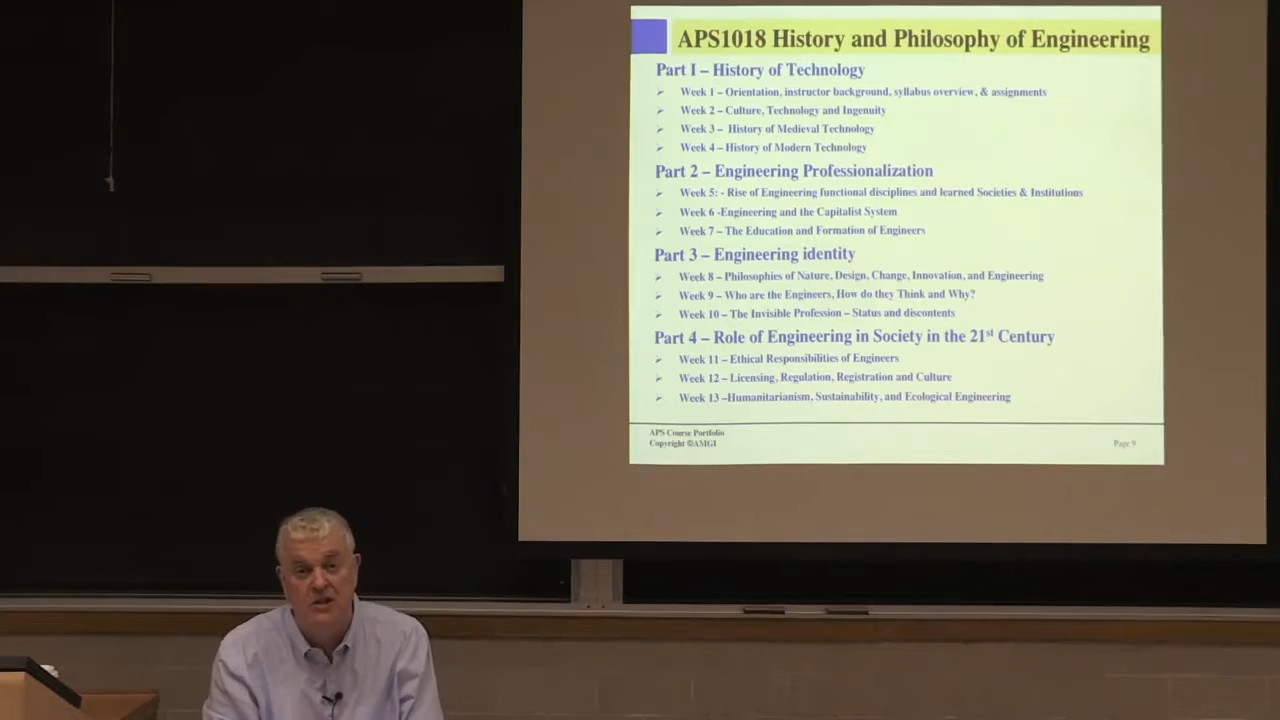 APS1018 History and Philosophy of Engineering
Part I – History of Technology
Week 1 – Orientation, instructor background, syllabus overview, & assignments
Week 2 – Culture, Technology and Ingenuity
Week 3 – History of Medieval Technology
Week 4 – History of Modern Technology
Part 2 – Engineering Professionalization
Week 5: - Rise of Engineering functional disciplines and learned Societies & Institutions
Week 6 -Engineering and the Capitalist System
Week 7 – The Education and Formation of Engineers
Part 3 – Engineering identity
Week 8 – Philosophies of Nature, Design, Change, Innovation, and Engineering
Week 9 – Who are the Engineers, How do they Think and Why?
Week 10 – The Invisible Profession – Status and discontents
Part 4 – Role of Engineering in Society in the 21st Century
Week 11 – Ethical Responsibilities of Engineers
Week 12 – Licensing, Regulation, Registration and Culture
Week 13 –Humanitarianism, Sustainability, and Ecological Engineering
APS Course Portfolio
Copyright ©AMGI
Page 9